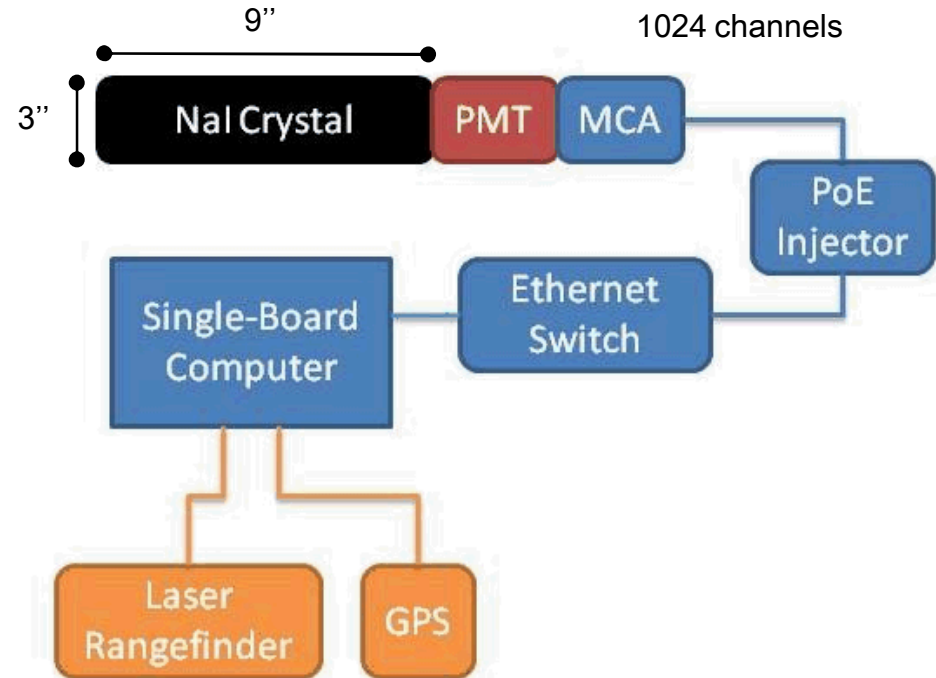 9’’
1024 channels
3’’
NaI Crystal
PMT
MCA
PoE
Injector
Single-Board
Computer
Ethernet
Switch
Laser
Rangefinder
GPS